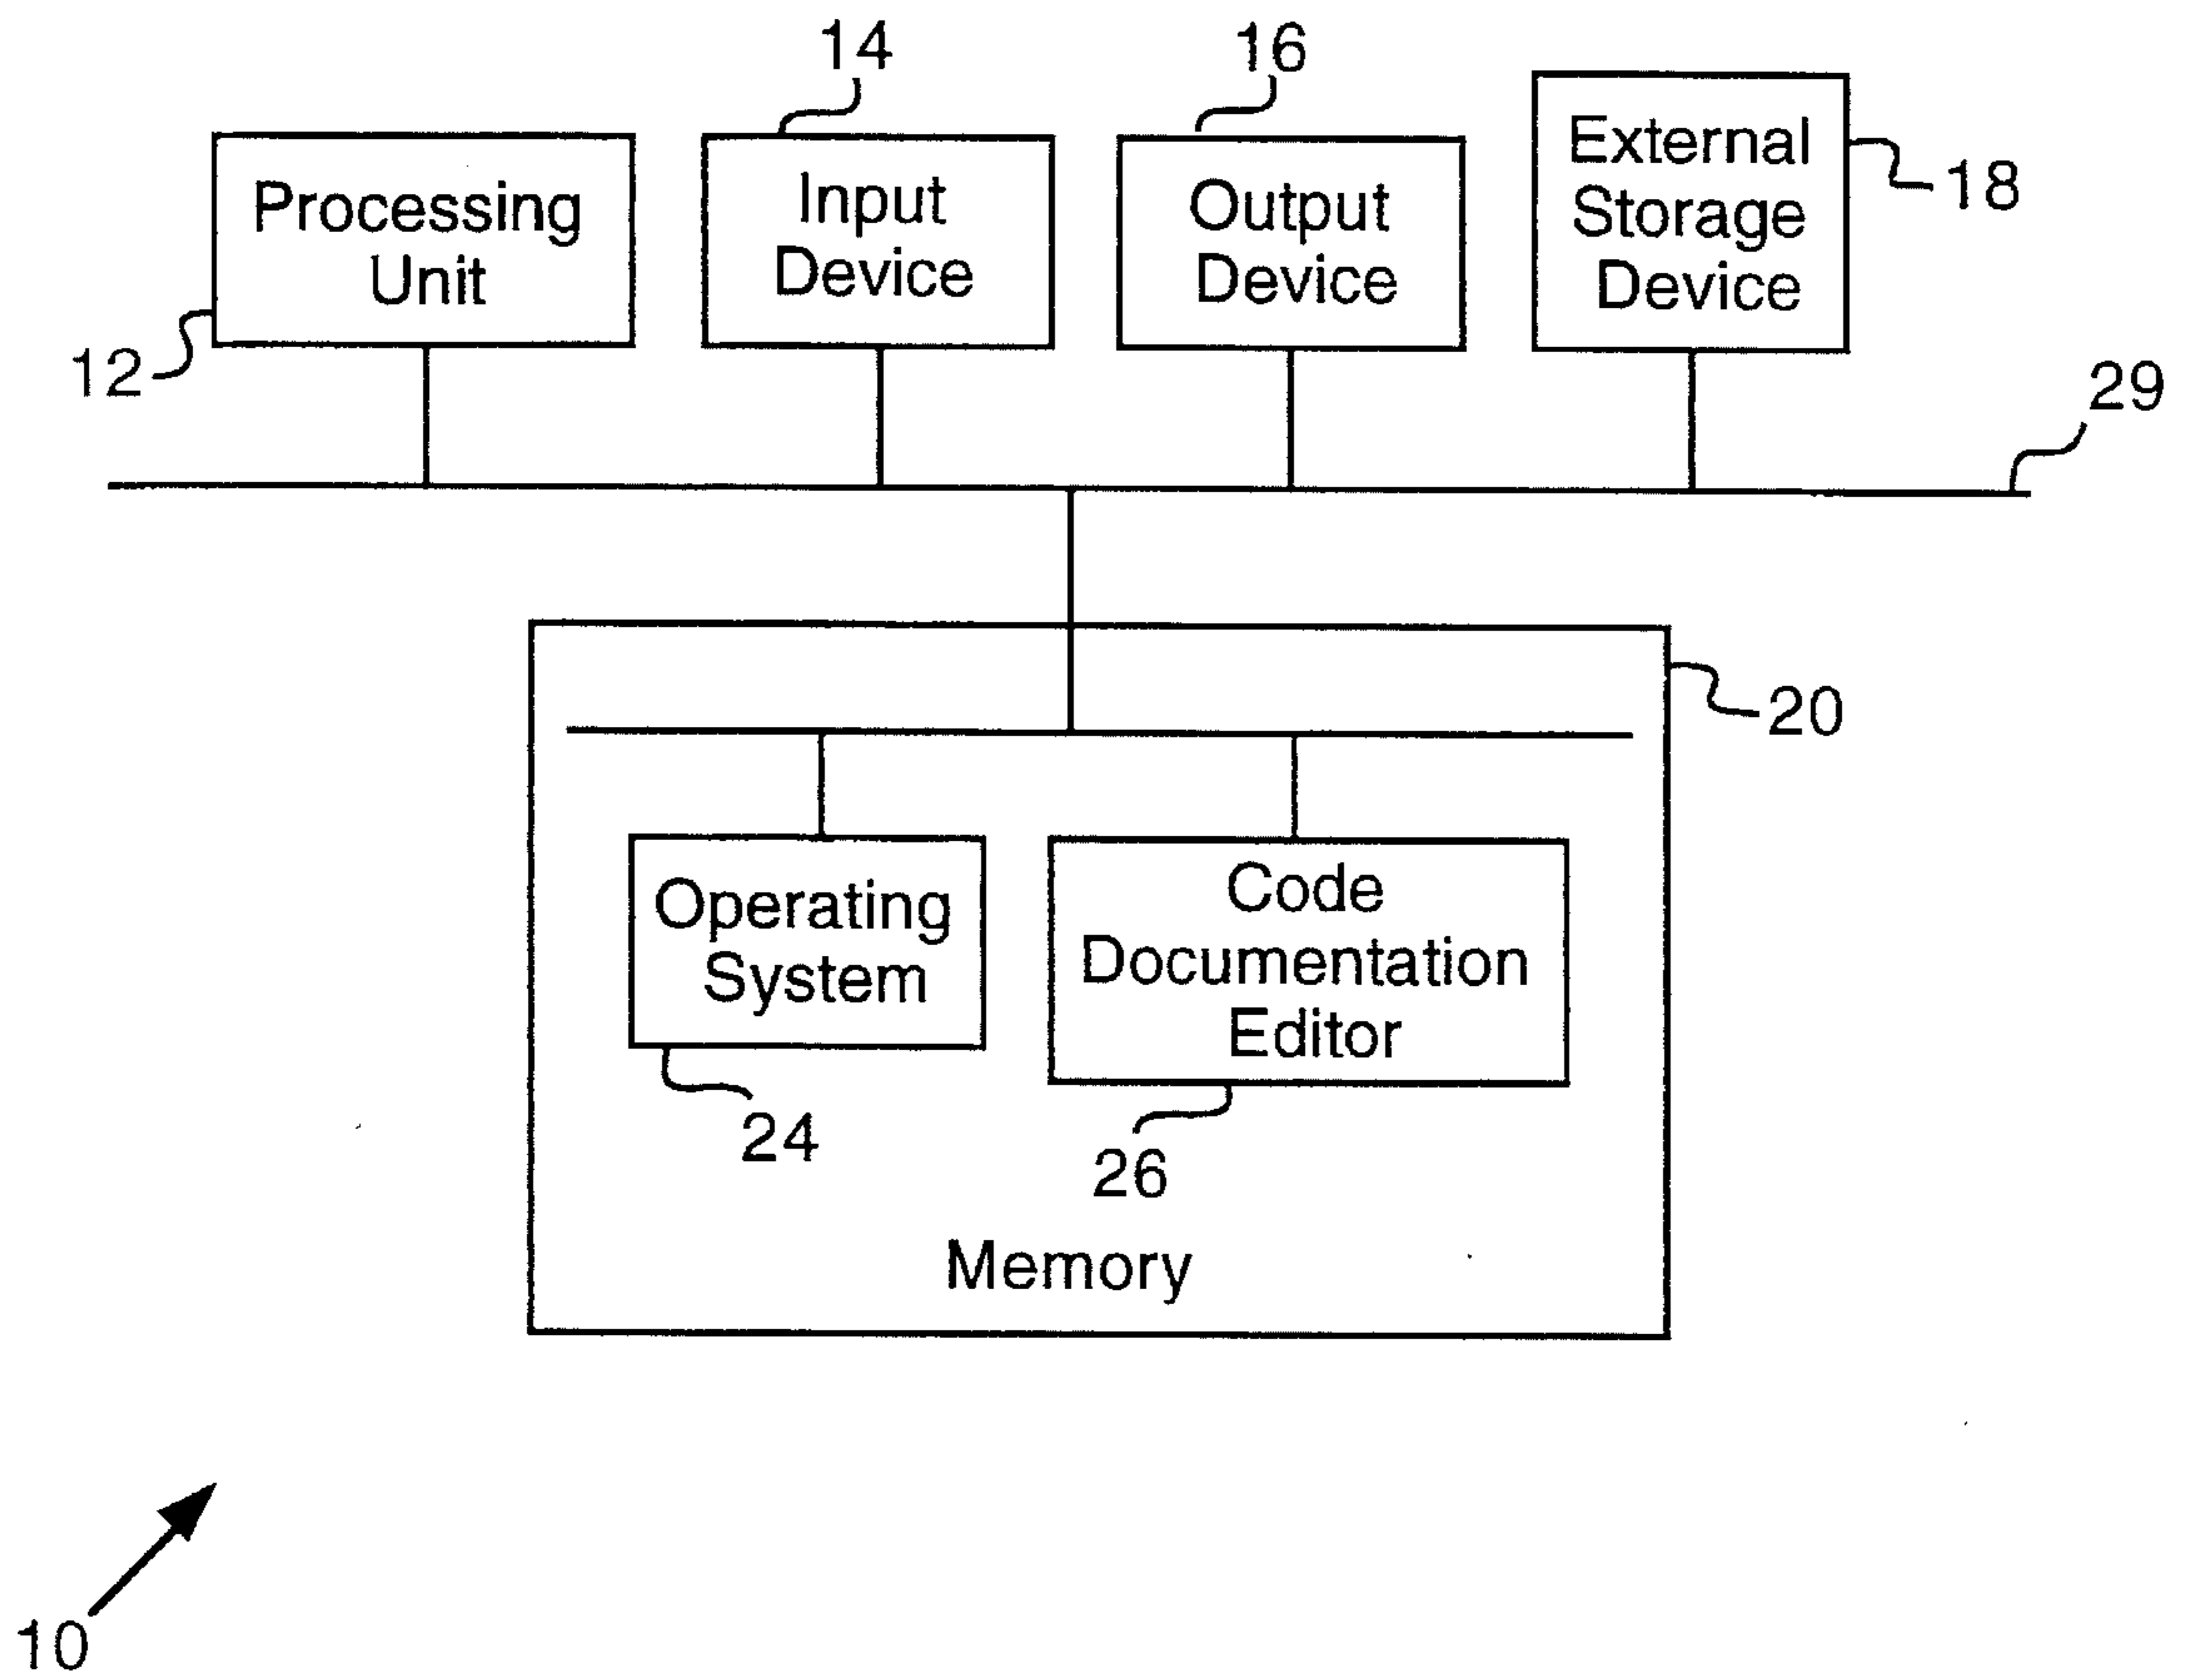 14
16
Processing
Unit
Input
Device
Output
Device
External
Storage
Device
18
12
29
20
Operating
System
Code
Documentation
Editor
24
26
Memory
10